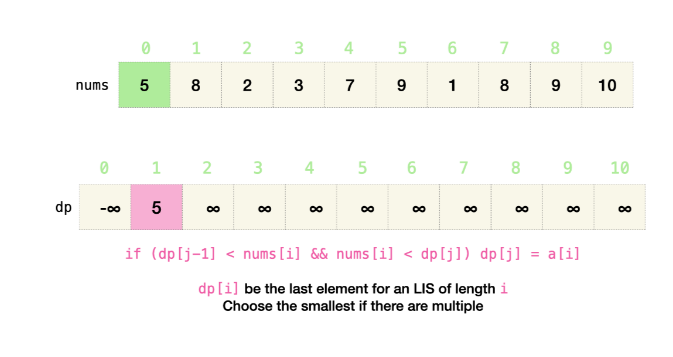 0 1 2 3 4 5 6 7 8 9
nums 5 8 2 3 7 9 1 8 9 10
0 1 2 3 4 5 6 7 8 9 10
dp -∞ 5 ∞ ∞ ∞ ∞ ∞ ∞ ∞ ∞ ∞
if (dp[j-1] < nums[i] && nums[i] < dp[j]) dp[j] = a[i]
dp[i] be the last element for an LIS of length i
Choose the smallest if there are multiple